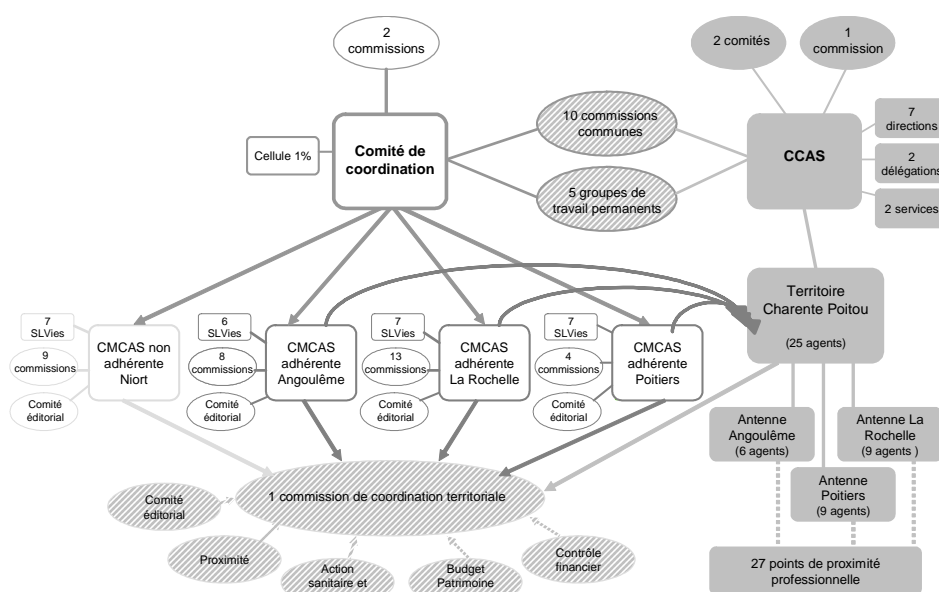 2
commissions
2 comités
1
commission
10 commissions
communes
7
directions
Cellule 1%
Comité de
coordination
CCAS
2
délégations
5 groupes de
travail permanents
2 services
Territoire
Charente Poitou
(25 agents)
7
SLVies
9
commissions
Comité
éditorial
CMCAS non
adhérente
Niort
6
SLVies
8
commissions
Comité
éditorial
CMCAS
adhérente
Angoulême
7
SLVies
13
commissions
Comité
éditorial
CMCAS
adhérente
La Rochelle
7
SLVies
4
commissions
Comité
éditorial
CMCAS
adhérente
Poitiers
Antenne
Angoulême
(6 agents)
Antenne La
Rochelle
(9 agents )
Antenne
Poitiers
(9 agents)
1 commission de coordination territoriale
Comité
éditorial
Proximité
Action
sanitaire et
Budget
Patrimoine
Contrôle
financier
27 points de proximité
professionnelle